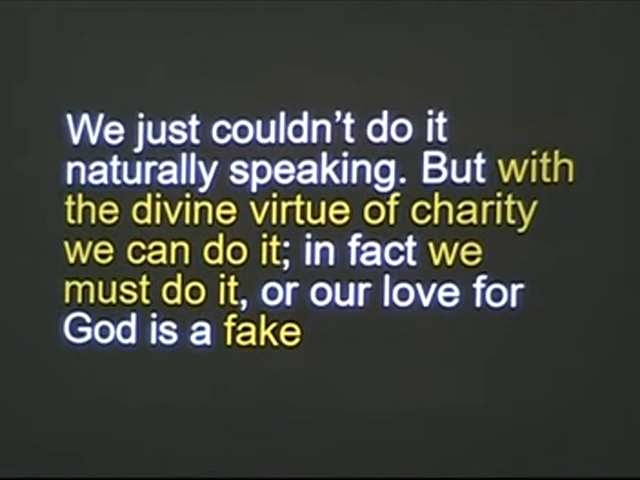 We just couldn't do it
naturally speaking. But with
the divine virtue of charity
we can do it; in fact we
must do it, or our love for
God is a fake